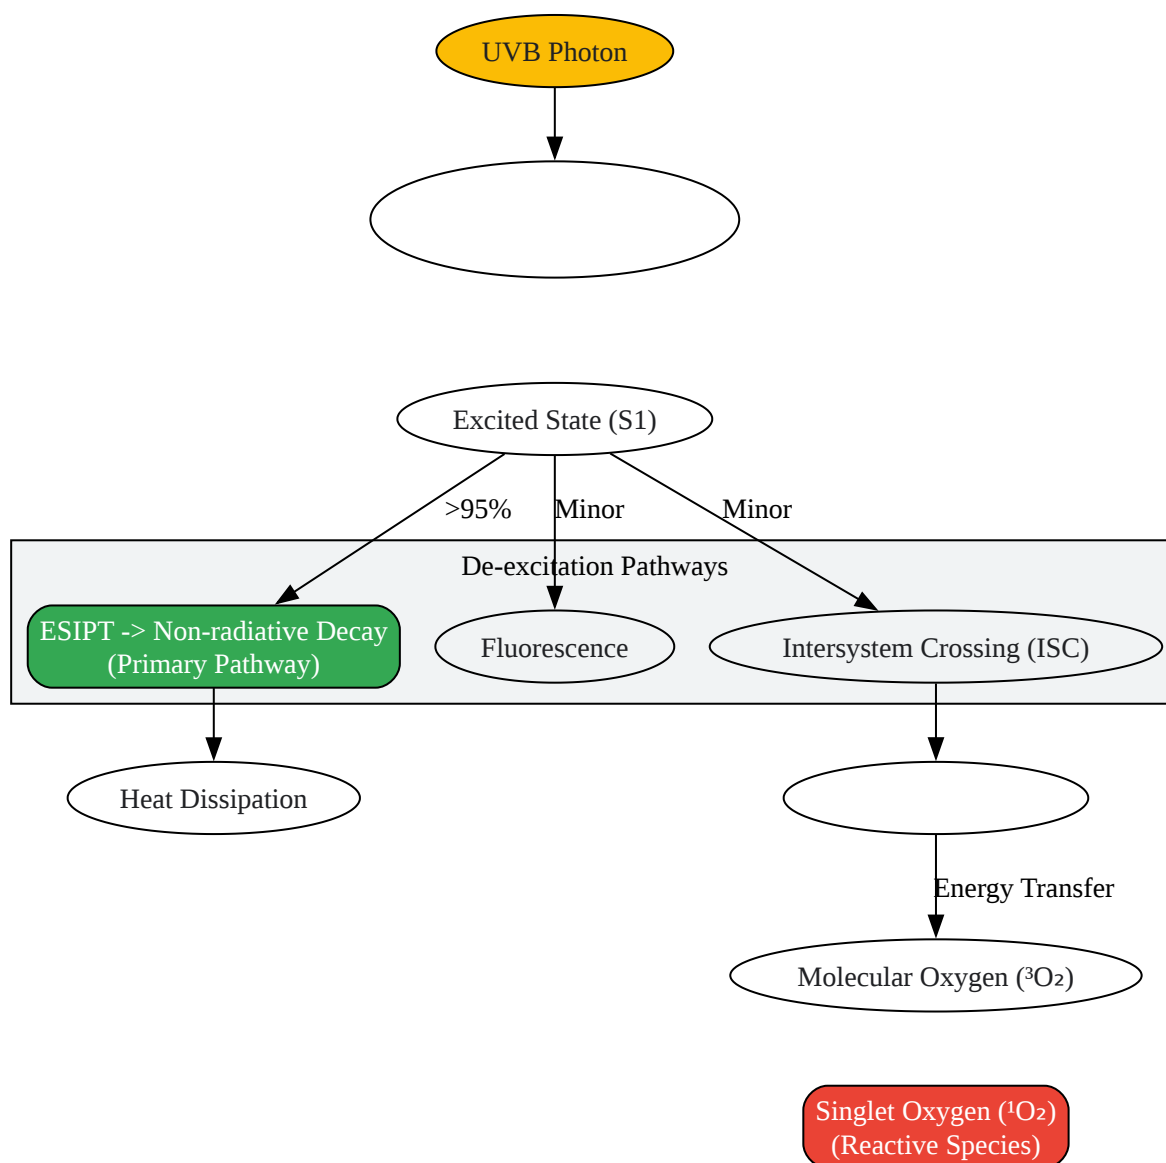 UVB Photon
Excited State (S1)
>95%
Minor
Minor
De-excitation Pathways
ESIPT -> Non-radiative Decay
(Primary Pathway)
Fluorescence
Intersystem Crossing (ISC)
Heat Dissipation
Energy Transfer
Molecular Oxygen (³O₂)
Singlet Oxygen (¹O₂)
(Reactive Species)